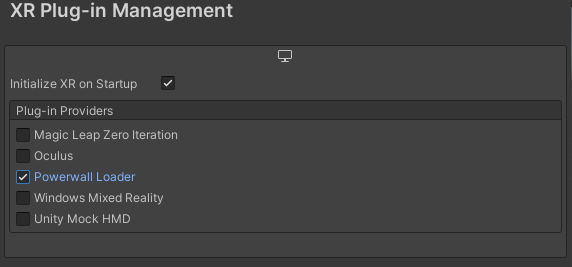 XR Plug-in Management
Initialize XR on Startup
Plug-in Providers
Magic Leap Zero Iteration
Oculus
Powerwall Loader
Windows Mixed Reality
Unity Mock HMD